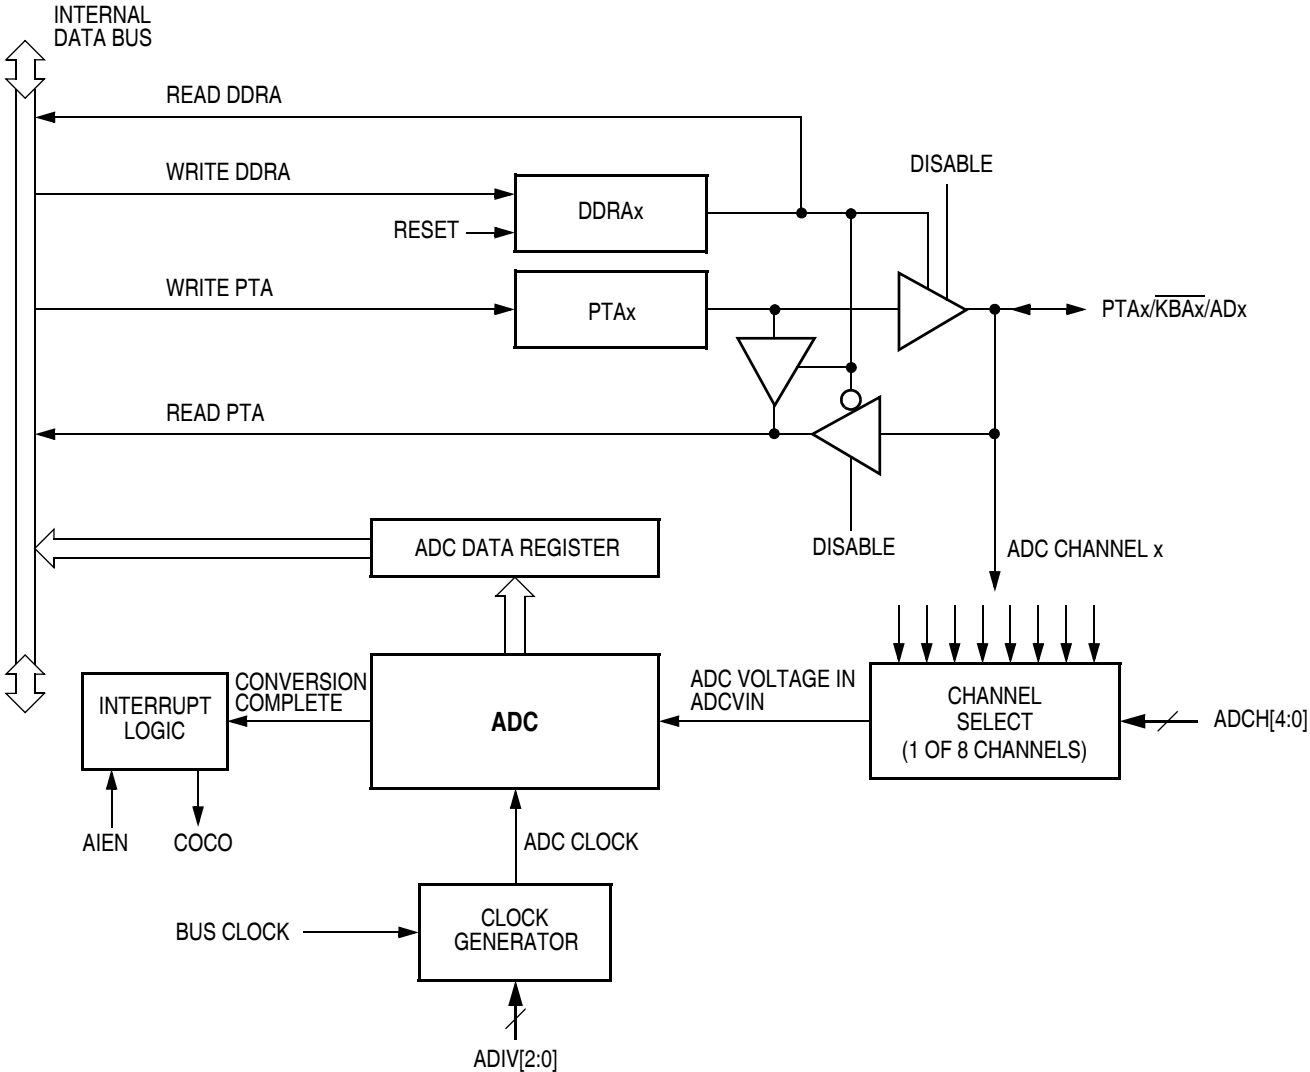 INTERNAL
DATA BUS
READ DDRA
WRITE DDRA
DISABLE
DDRAx
RESET
WRITE PTA
PTAx
PTAx/KBAx/ADx
READ PTA
DISABLE
ADC DATA REGISTER
ADC CHANNEL x
INTERRUPT
LOGIC
CONVERSION
COMPLETE
ADC
ADC VOLTAGE IN
ADCVIN
CHANNEL
SELECT
(1 OF 8 CHANNELS)
ADCH[4:0]
AIEN
COCO
ADC CLOCK
BUS CLOCK
CLOCK
GENERATOR
ADIV[2:0]